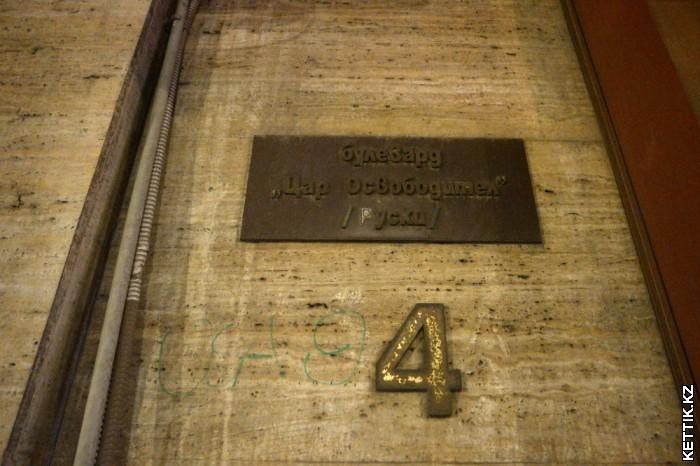 булевард
„Цар Освободител"
/Руски/
4
KETTIK.KZ